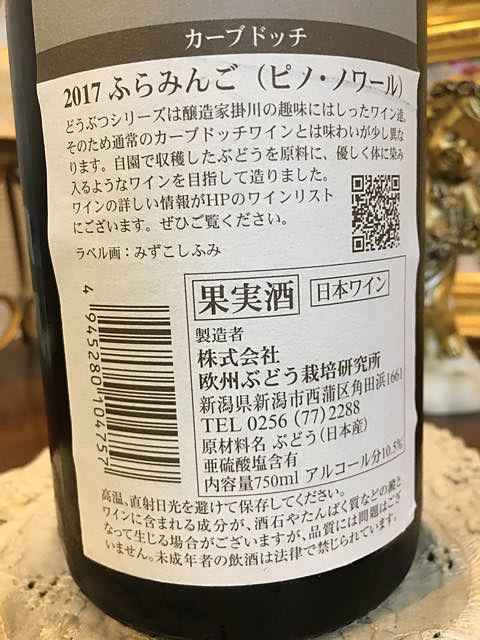 カーブドッチ
2017 ふらみんご（ピノ・ノワール）
どうぶつシリーズは醸造家掛川の趣味にはしったワイン達。
そのため通常のカーブドッチワインとは味わいが少し異な
ります。自園で収穫したぶどうを原料に、優しく体に染み
入るようなワインを目指して造りました。
ワインの詳しい情報がHPのワインリスト
にございます。ぜひご覧ください。
ラベル画：みずこしふみ
果実酒 日本ワイン
製造者
株式会社
欧州ぶどう栽培研究所
新潟県新潟市西蒲区角田浜1661
TEL 0256 (77) 2288
原材料名 ぶどう（日本産）
亜硫酸塩含有
内容量750ml アルコール分10.5%
4945280104757
高温、直射日光を避けて保存してください。
ワインに含まれる成分が、酒石やたんぱく質などの澱と
なって生じる場合がございますが、品質には問題はござ
いません。未成年者の飲酒は法律で禁じられています。